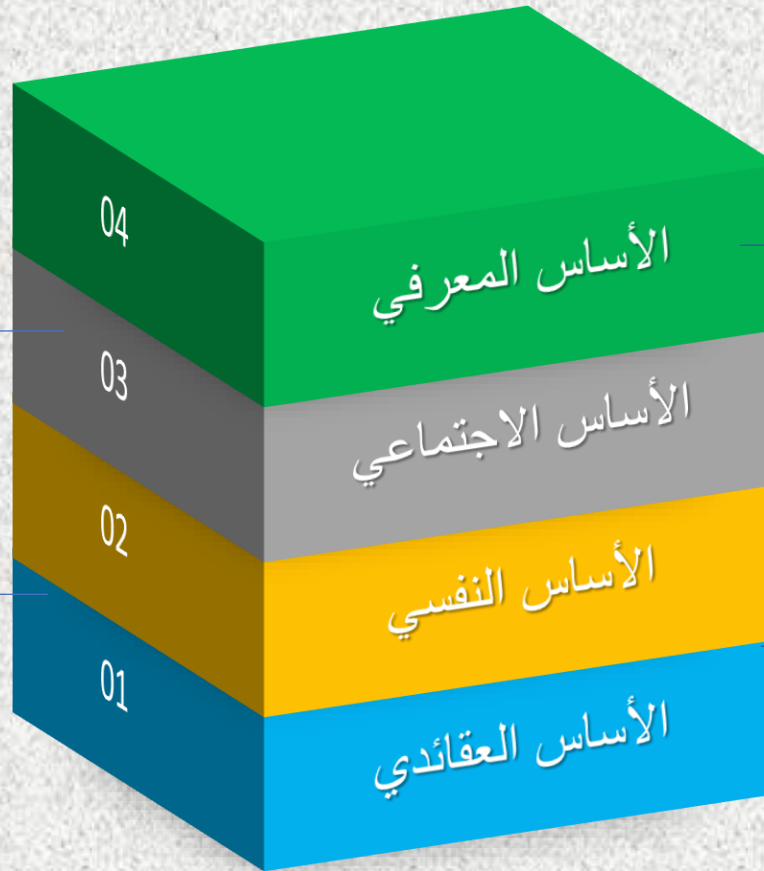 04
الأساس المعرفي
03
الأساس الاجتماعي
02
الأساس النفسي
01
الأساس العقائدي